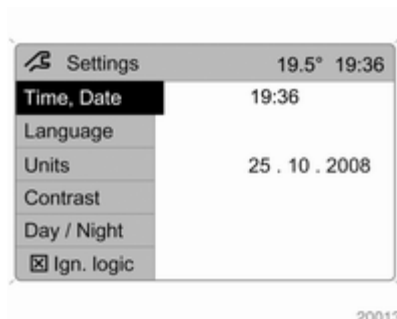 Settings 19.5° 19:36
Time, Date 19:36
Language
Units 25 . 10 . 2008
Contrast
Day / Night
Ign. logic